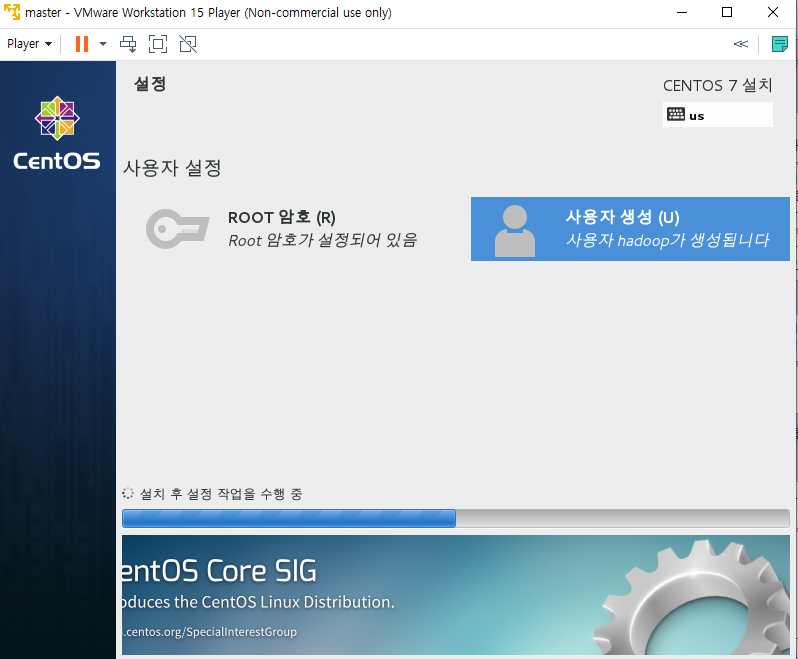 master - VMware Workstation 15 Player (Non-commercial use only)
Player
CentOS
설정
CENTOS 7 설치
us
사용자 설정
ROOT 암호 (R)
Root 암호가 설정되어 있음
사용자 생성 (U)
사용자 hadoop가 생성됩니다
설치 후 설정 작업을 수행 중
entOS Core SIG
oduces the CentOS Linux Distribution.
.centos.org/SpecialInterestGroup